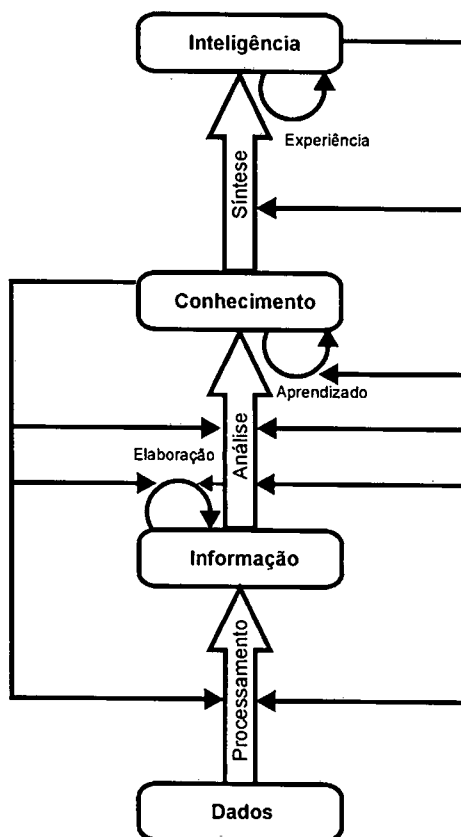 Inteligência
Experiência
Síntese
Conhecimento
Aprendizado
Análise
Elaboração
Informação
Processamento
Dados